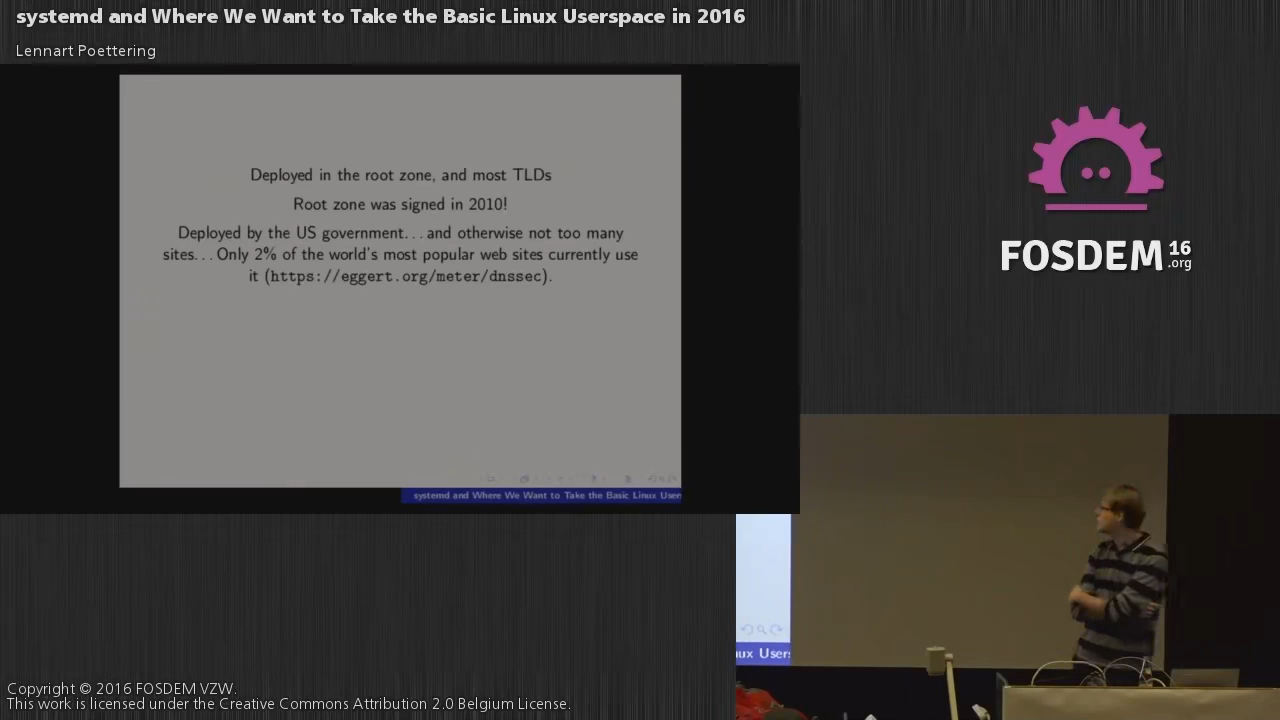 systemd and Where We Want to Take the Basic Linux Userspace in 2016
Lennart Poettering
Deployed in the root zone, and most TLDs
Root zone was signed in 2010!
Deployed by the US government... and otherwise not too many
sites... Only 2% of the world's most popular web sites currently use
it (https://eggert.org/meter/dnssec).
systemd and Where We Want to Take the Basic Linux User
FOSDEM 16
.org
ux Users
Copyright © 2016 FOSDEM VZW.
This work is licensed under the Creative Commons Attribution 2.0 Belgium License.